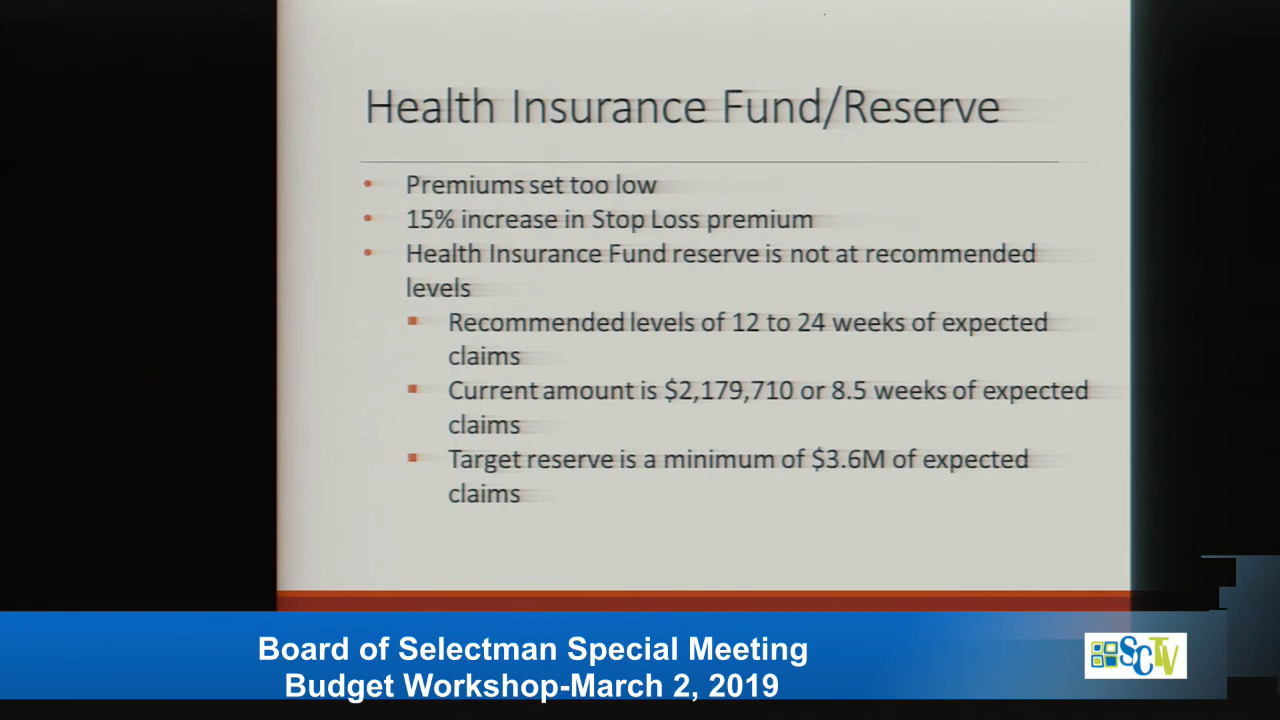 Health Insurance Fund/Reserve
• Premiums set too low
• 15% increase in Stop Loss premium
• Health Insurance Fund reserve is not at recommended
levels
▪ Recommended levels of 12 to 24 weeks of expected
claims
▪ Current amount is $2,179,710 or 8.5 weeks of expected
claims
▪ Target reserve is a minimum of $3.6M of expected
claims
Board of Selectman Special Meeting
Budget Workshop-March 2, 2019
SCTV